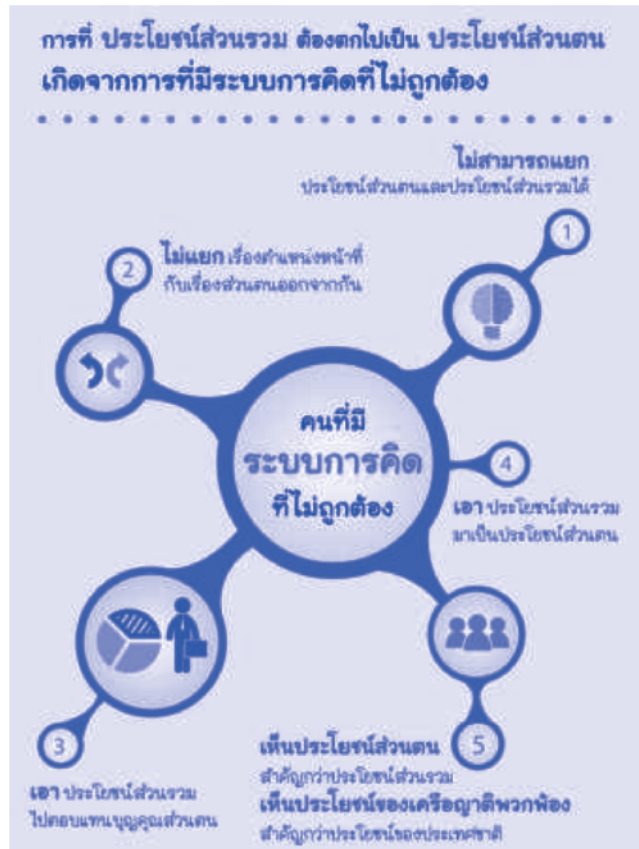 การที่ ประโยชน์ส่วนรวม ต้องตกไปเป็น ประโยชน์ส่วนตน
เกิดจากการที่มีระบบการคิดที่ไม่ถูกต้อง
ไม่สามารถแยก
ประโยชน์ส่วนตนและประโยชน์ส่วนรวมได้
1
2
ไม่แยก เรื่องตำแหน่งหน้าที่
กับเรื่องส่วนตนออกจากกัน
คนที่มี
ระบบการคิด
ที่ไม่ถูกต้อง
4
เอา ประโยชน์ส่วนรวม
มาเป็นประโยชน์ส่วนตน
3
เอา ประโยชน์ส่วนรวม
ไปตอบแทนบุญคุณส่วนตน
5
เห็นประโยชน์ส่วนตน
สำคัญกว่าประโยชน์ส่วนรวม
เห็นประโยชน์ของเครือญาติพวกพ้อง
สำคัญกว่าประโยชน์ของประเทศชาติ